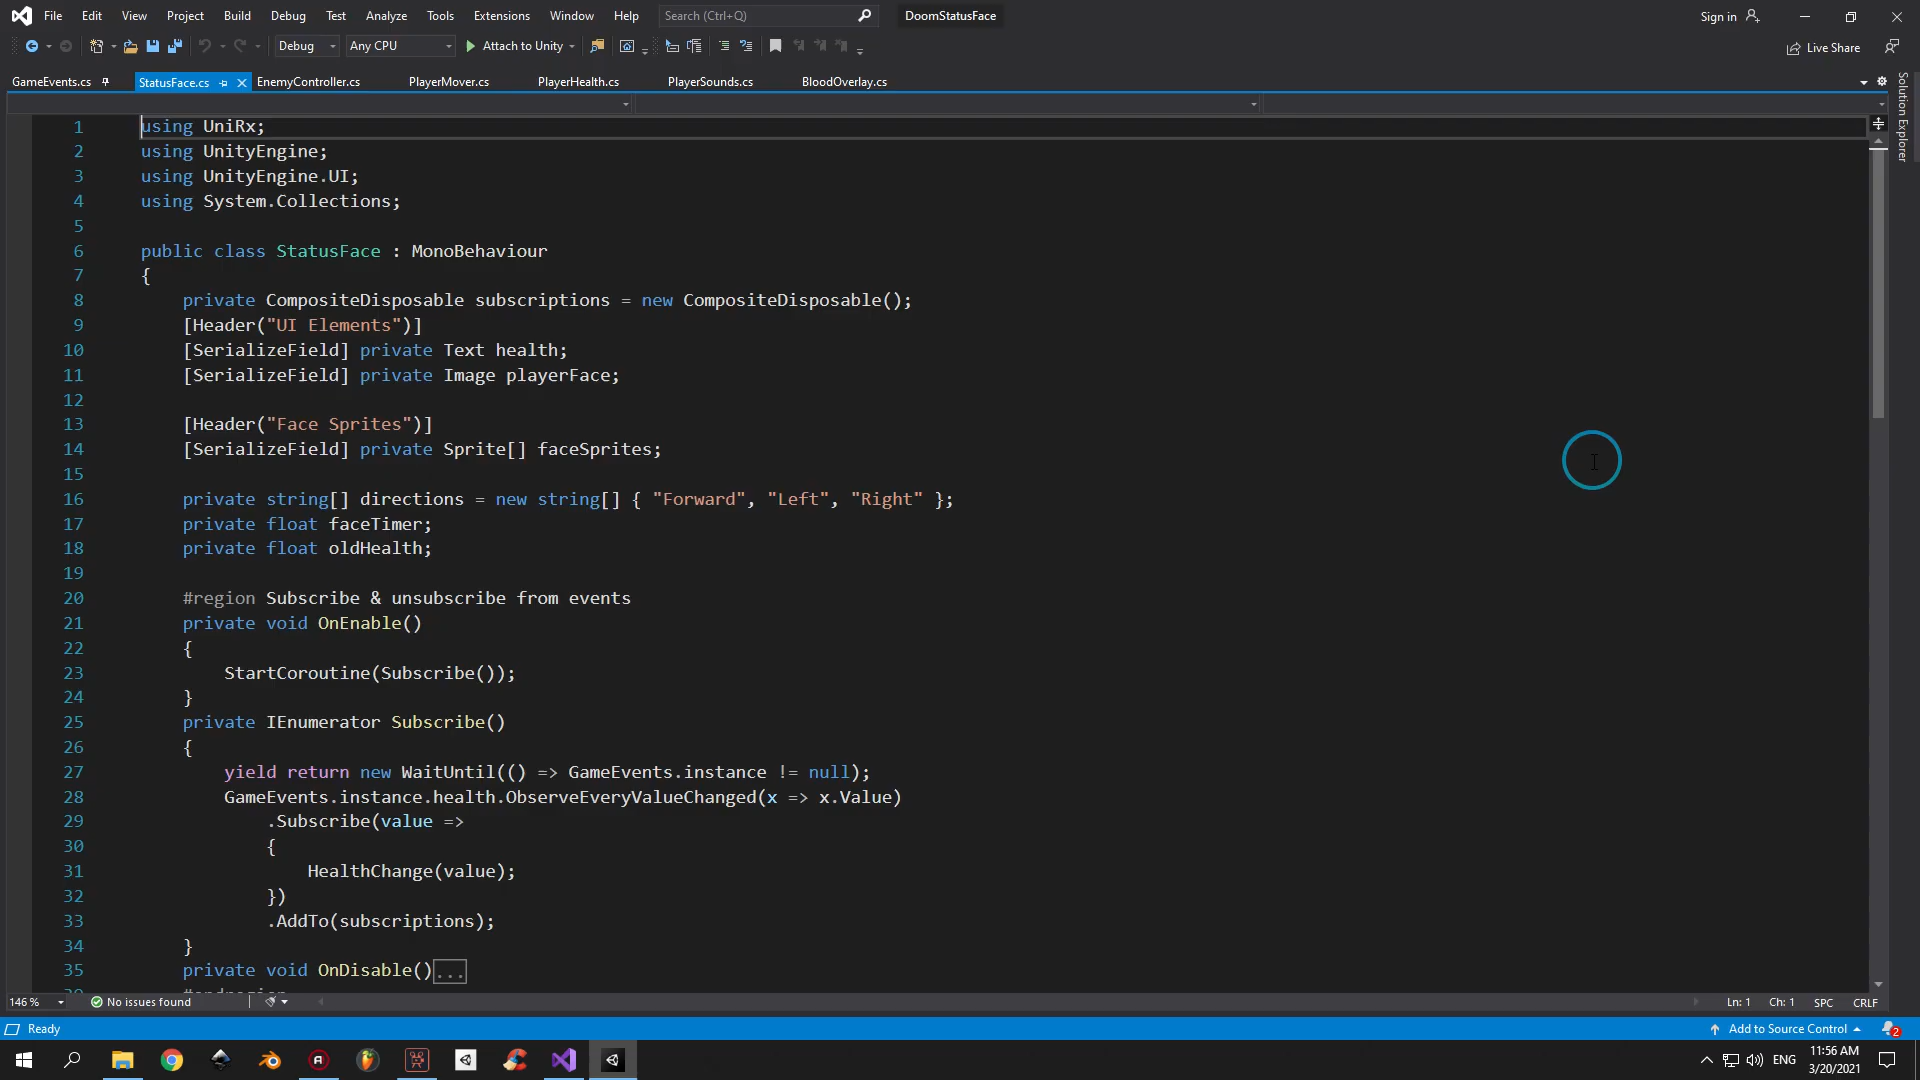 File Edit View Project Build Debug Test Analyze Tools Extensions Window Help Search (Ctrl+Q) DoomStatusFace Sign in
Debug Any CPU Attach to Unity Live Share
GameEvents.cs StatusFace.cs EnemyController.cs PlayerMover.cs PlayerHealth.cs PlayerSounds.cs BloodOverlay.cs
Solution Explorer
1 using UniRx;
2 using UnityEngine;
3 using UnityEngine.UI;
4 using System.Collections;
5
6 public class StatusFace : MonoBehaviour
7 {
8 private CompositeDisposable subscriptions = new CompositeDisposable();
9 [Header("UI Elements")]
10 [SerializeField] private Text health;
11 [SerializeField] private Image playerFace;
12
13 [Header("Face Sprites")]
14 [SerializeField] private Sprite[] faceSprites;
15
16 private string[] directions = new string[] { "Forward", "Left", "Right" };
17 private float faceTimer;
18 private float oldHealth;
19
20 #region Subscribe & unsubscribe from events
21 private void OnEnable()
22 {
23 StartCoroutine(Subscribe());
24 }
25 private IEnumerator Subscribe()
26 {
27 yield return new WaitUntil(() => GameEvents.instance != null);
28 GameEvents.instance.health.ObserveEveryValueChanged(x => x.Value)
29 .Subscribe(value =>
30 {
31 HealthChange(value);
32 })
33 .AddTo(subscriptions);
34 }
35 private void OnDisable()...
146 % No issues found Ln: 1 Ch: 1 SPC CRLF
Ready Add to Source Control 2
ENG 11:56 AM
3/20/2021